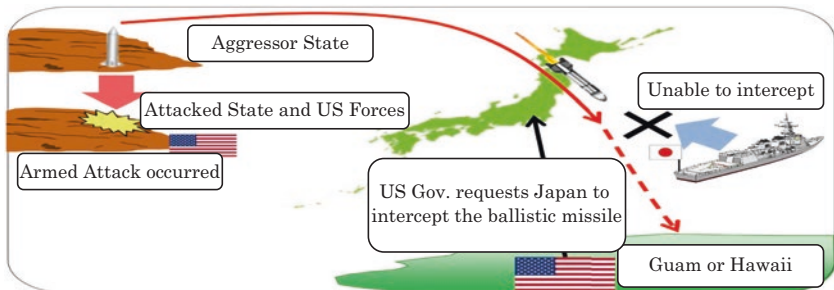 Aggressor State
Attacked State and US Forces
Armed Attack occurred
Unable to intercept
US Gov. requests Japan to
intercept the ballistic missile
Guam or Hawaii